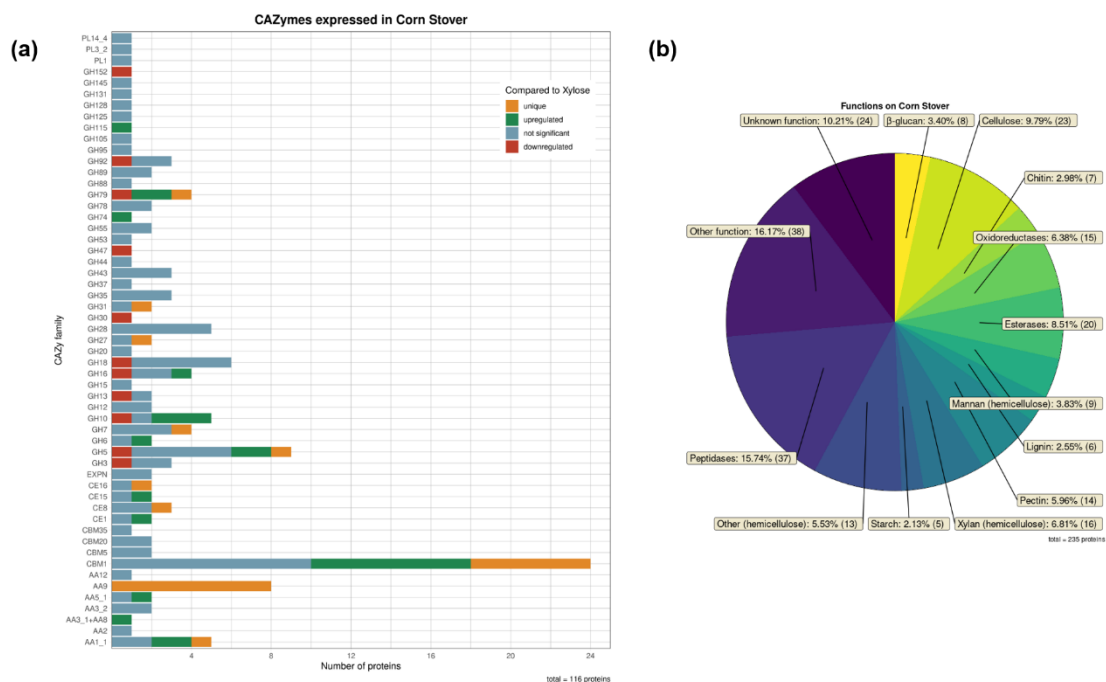 (a)
CAZymes expressed in Corn Stover
CAZy family
PL14_4
PL3_2
PL1
GH152
GH145
GH131
GH128
GH125
GH115
GH105
GH95
GH92
GH89
GH88
GH79
GH78
GH74
GH55
GH53
GH47
GH44
GH43
GH37
GH35
GH31
GH30
GH28
GH27
GH20
GH18
GH16
GH15
GH13
GH12
GH10
GH7
GH6
GH5
GH3
EXPN
CE16
CE15
CE8
CE1
CBM35
CBM20
CBM5
CBM1
AA12
AA9
AA5_1
AA3_2
AA3_1+AA8
AA2
AA1_1
Compared to Xylose
unique
upregulated
not significant
downregulated
4 8 12 16 20 24
Number of proteins
total = 116 proteins
(b)
Functions on Corn Stover
Unknown function: 10.21% (24)
β-glucan: 3.40% (8)
Cellulose: 9.79% (23)
Chitin: 2.98% (7)
Other function: 16.17% (38)
Oxidoreductases: 6.38% (15)
Esterases: 8.51% (20)
Mannan (hemicellulose): 3.83% (9)
Lignin: 2.55% (6)
Peptidases: 15.74% (37)
Pectin: 5.96% (14)
Other (hemicellulose): 5.53% (13)
Starch: 2.13% (5)
Xylan (hemicellulose): 6.81% (16)
total = 235 proteins